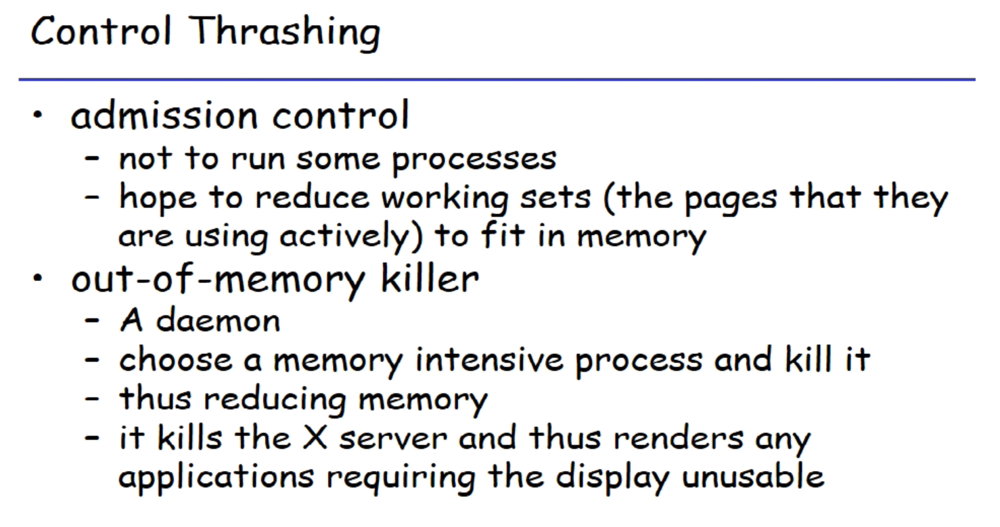 Control Thrashing
• admission control
– not to run some processes
– hope to reduce working sets (the pages that they
are using actively) to fit in memory
• out-of-memory killer
– A daemon
– choose a memory intensive process and kill it
– thus reducing memory
– it kills the X server and thus renders any
applications requiring the display unusable